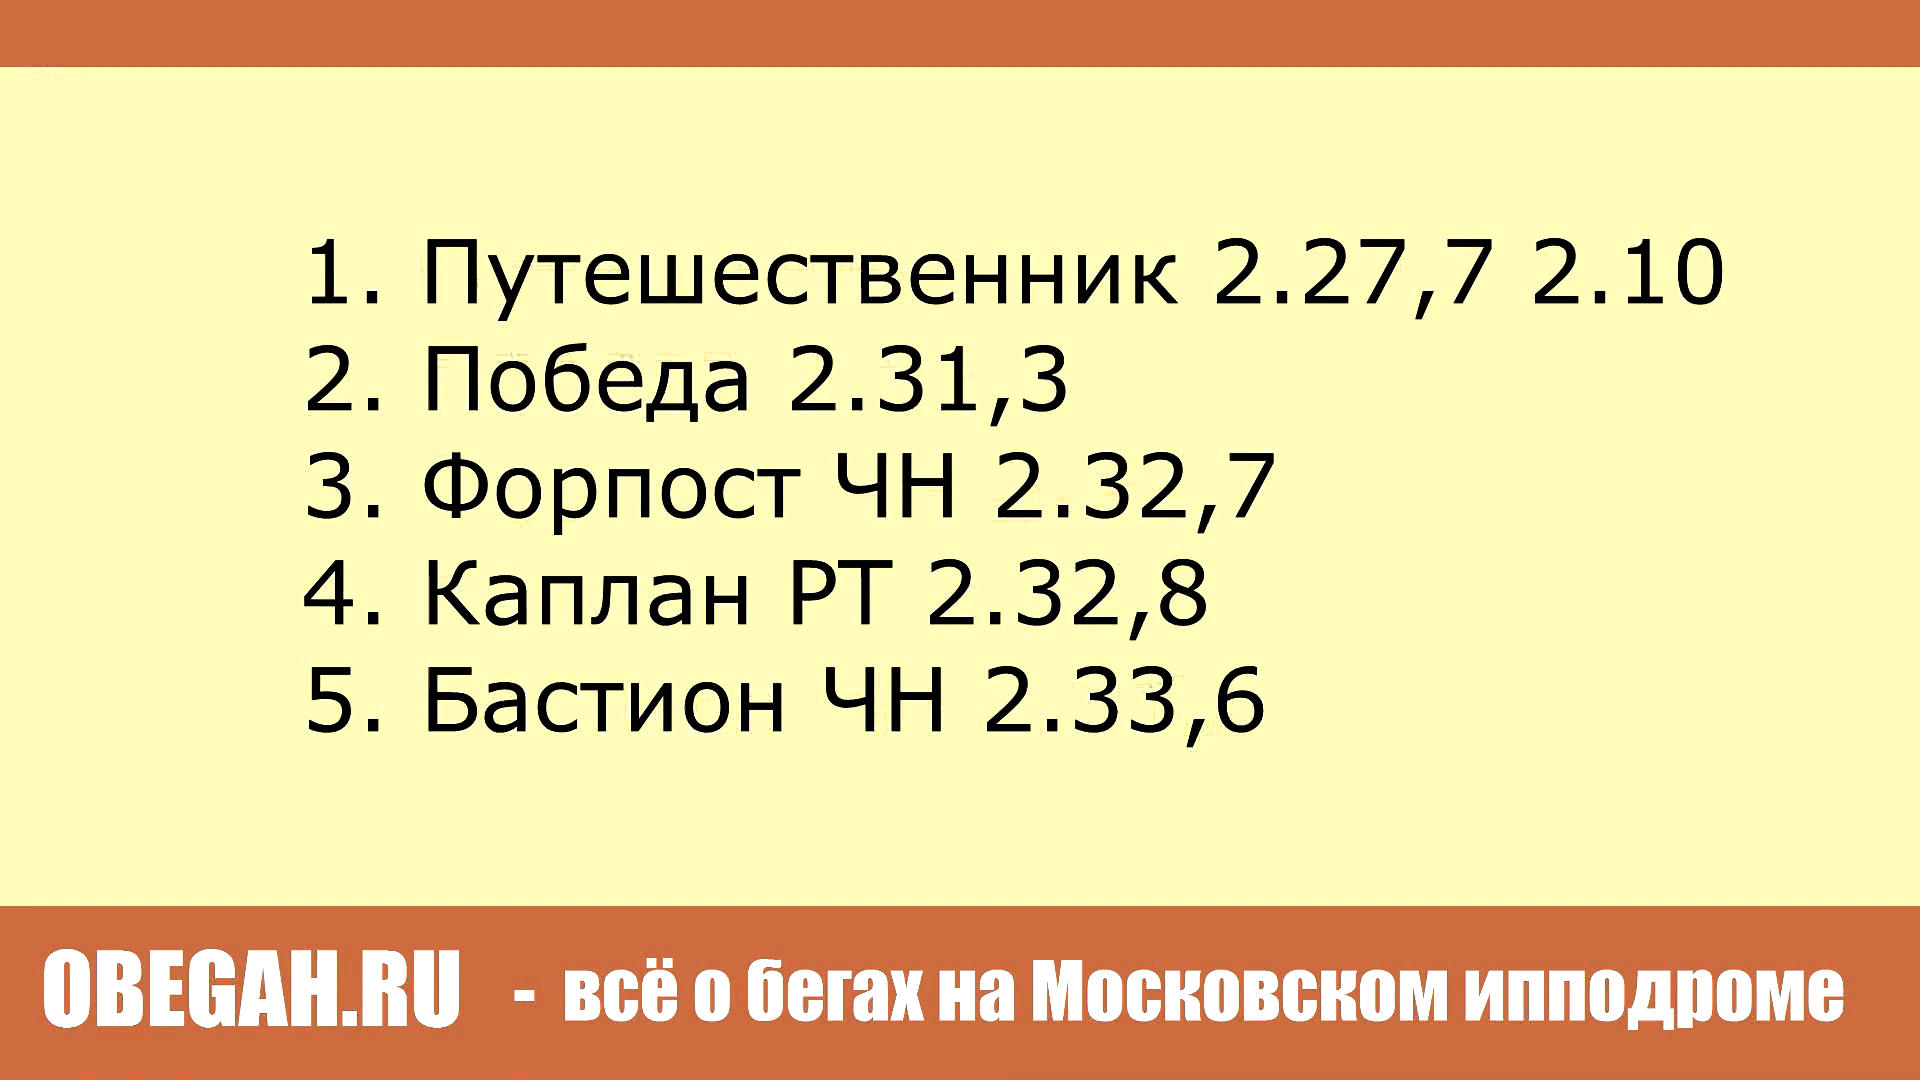 1. Путешественник 2.27,7 2.10
2. Победа 2.31,3
3. Форпост ЧН 2.32,7
4. Каплан РТ 2.32,8
5. Бастион ЧН 2.33,6
OBEGAH.RU - всё о бегах на Московском ипподроме